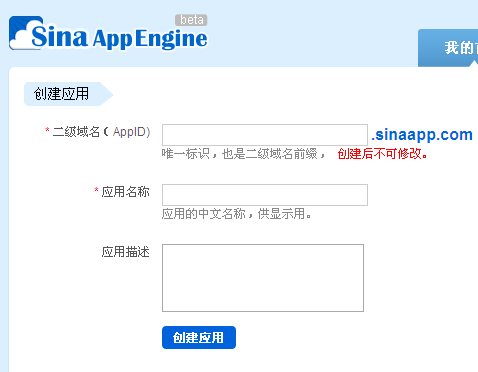 beta
Sina AppEngine
我的
创建应用
* 二级域名 ( AppID)
.sinaapp.com
唯一标识，也是二级域名前缀， 创建后不可修改。
* 应用名称
应用的中文名称，供显示用。
应用描述
创建应用